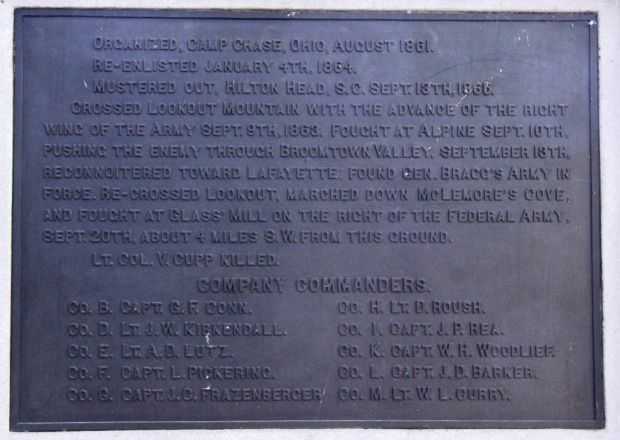 ORGANIZED, CAMP CHASE, OHIO, AUGUST 1861.
RE-ENLISTED JANUARY 4TH, 1864.
MUSTERED OUT, HILTON HEAD, S.C. SEPT. 13TH, 1865.
CROSSED LOOKOUT MOUNTAIN WITH THE ADVANCE OF THE RIGHT
WING OF THE ARMY SEPT. 9TH, 1863. FOUGHT AT ALPINE SEPT. 10TH,
PUSHING THE ENEMY THROUGH BROOMTOWN VALLEY. SEPTEMBER 13TH,
RECONNOITERED TOWARD LAFAYETTE; FOUND GEN. BRAGG'S ARMY IN
FORCE. RE-CROSSED LOOKOUT, MARCHED DOWN MCLEMORE'S COVE,
AND FOUGHT AT GLASS' MILL ON THE RIGHT OF THE FEDERAL ARMY,
SEPT. 20TH, ABOUT 4 MILES S.W. FROM THIS GROUND.
LT. COL. V. CUPP KILLED.
COMPANY COMMANDERS.
CO. B. CAPT. G. F. CONN.
CO. D. LT. J. W. KIRKENDALL.
CO. E. LT. A. D. LUTZ.
CO. F. CAPT. L. PICKERING.
CO. G. CAPT. J. C. FRAZENBERGER
CO. H. LT. D. ROUSH.
CO. I. CAPT. J. P. REA.
CO. K. CAPT. W. H. WOODLIEF.
CO. L. CAPT. J. D. BARKER.
CO. M. LT. W. L. CURRY.